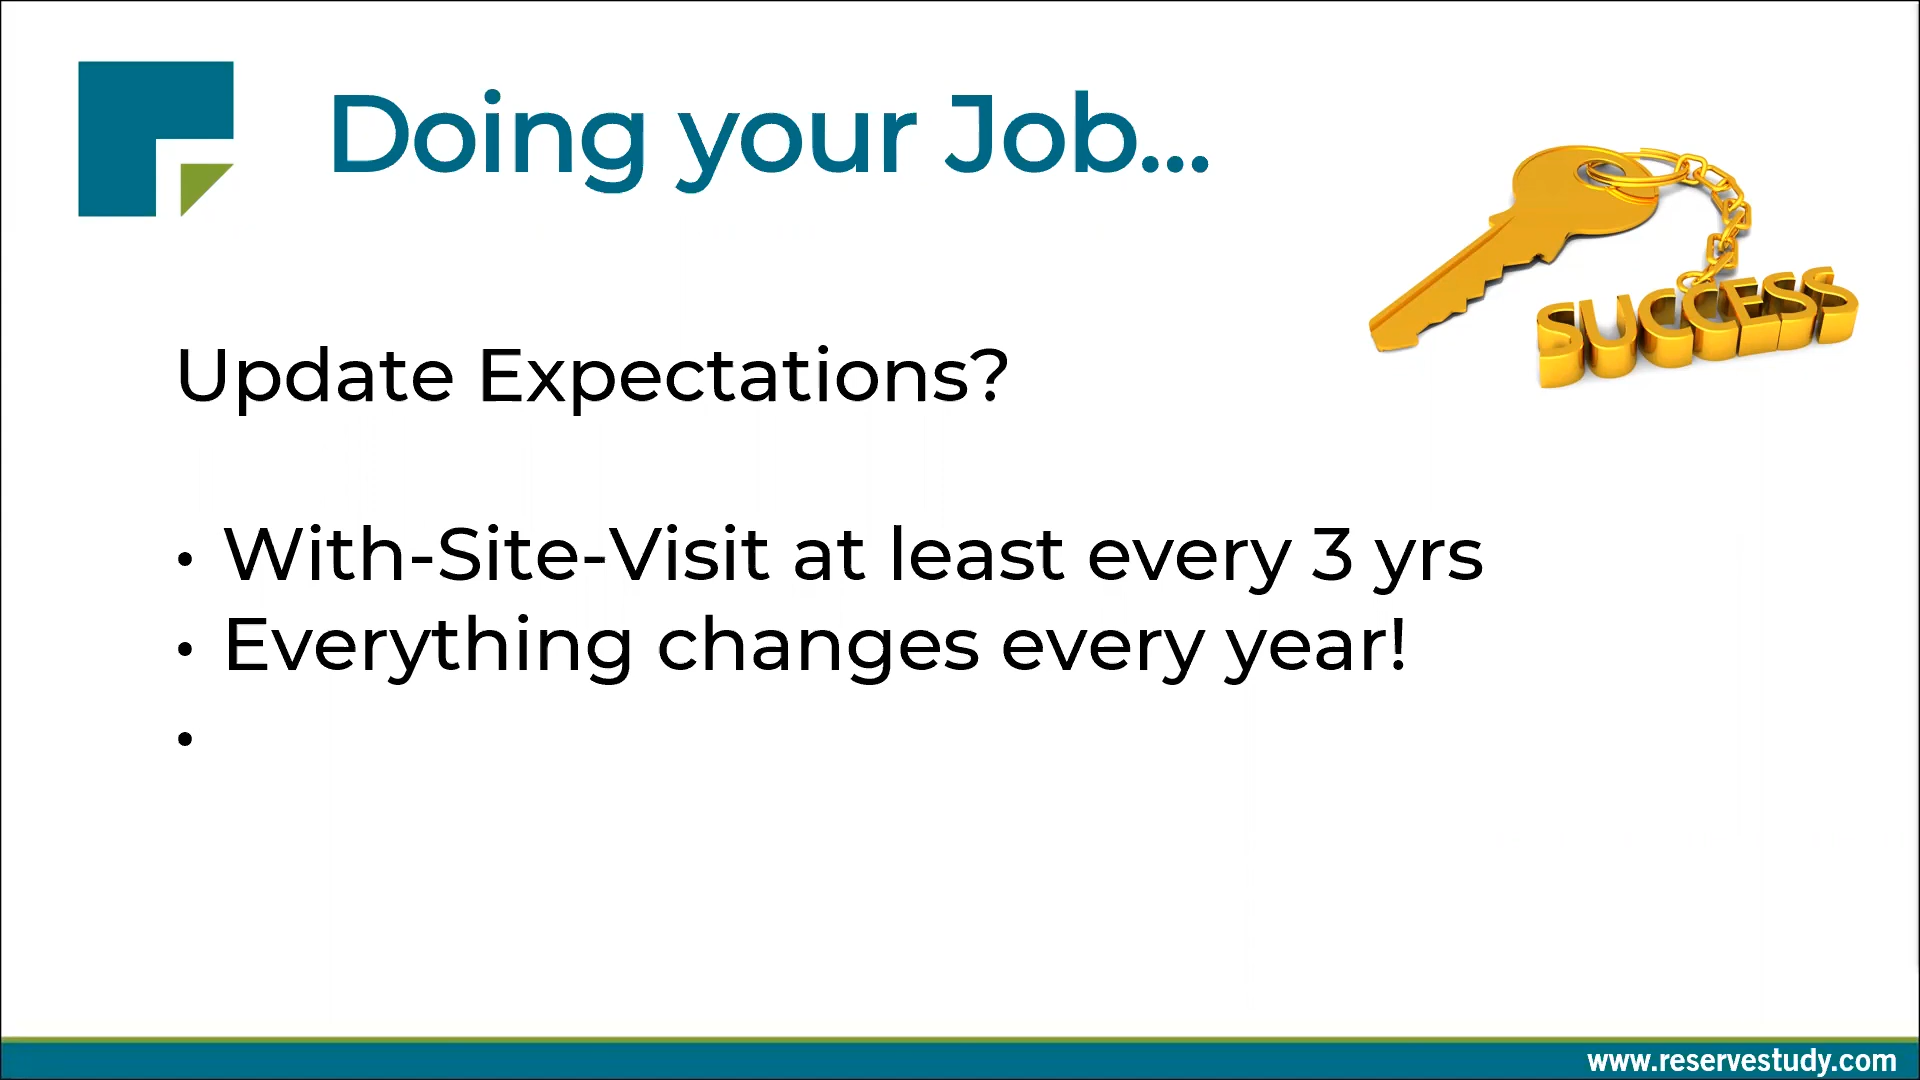 Doing your Job...
SUCCESS
Update Expectations?
• With-Site-Visit at least every 3 yrs
• Everything changes every year!
•
www.reservestudy.com